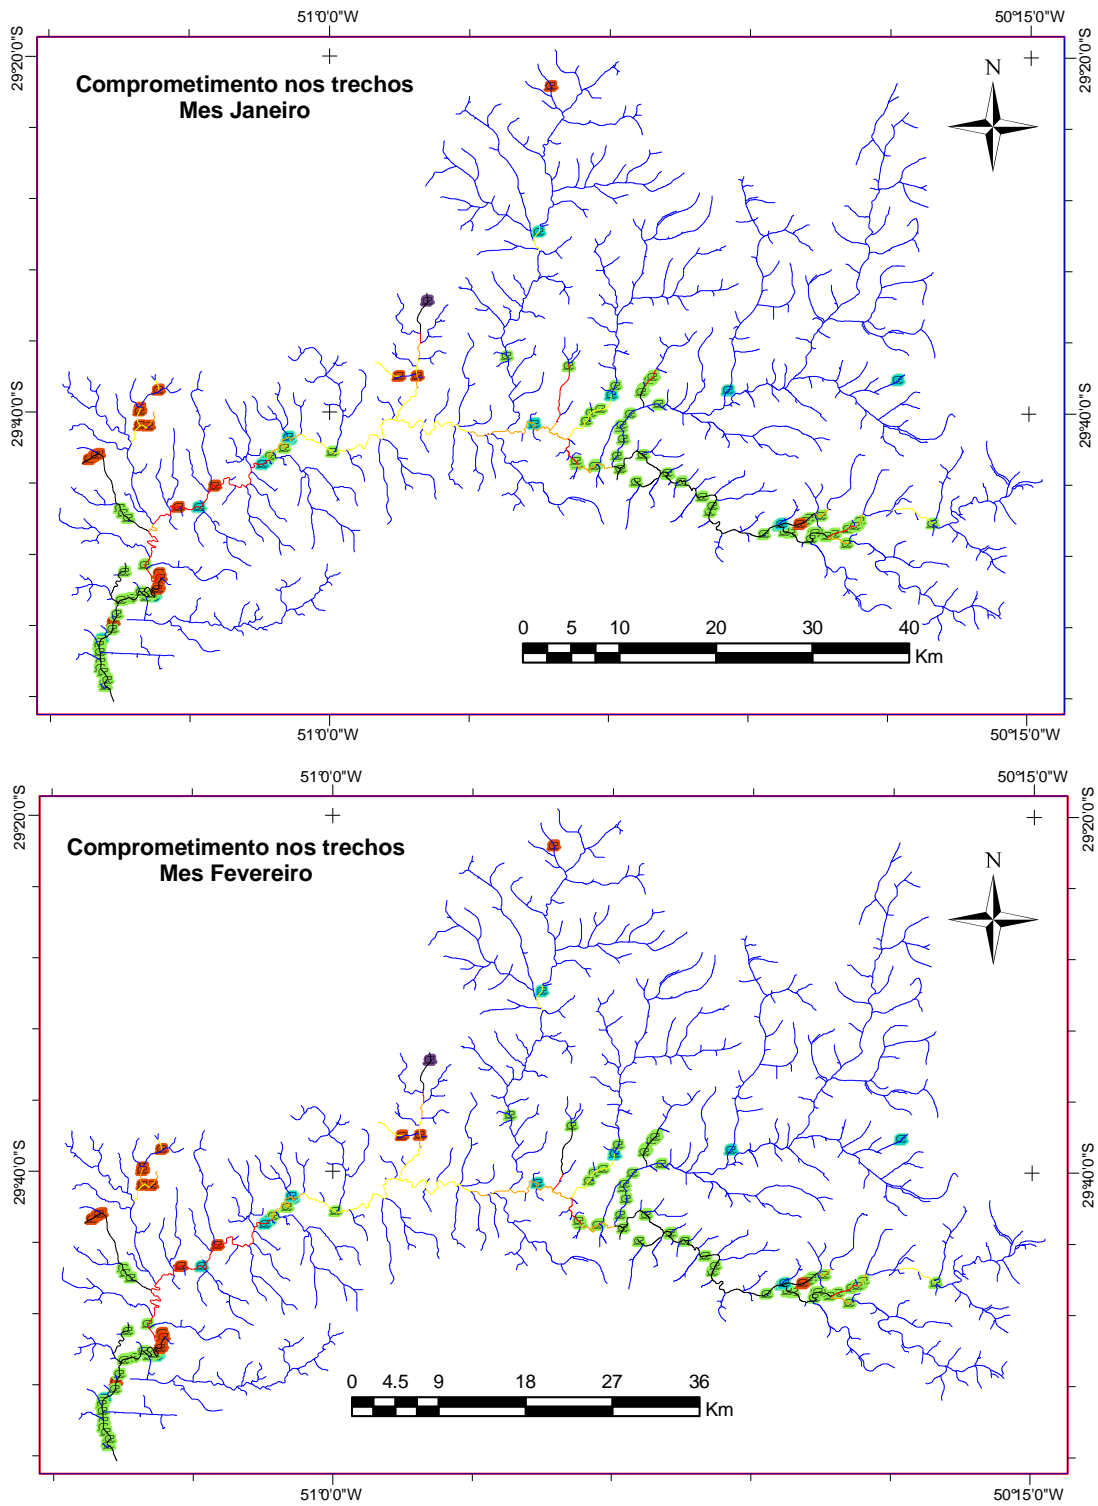 51°0'0"W
50°15'0"W
29°20'0"S
29°20'0"S
Comprometimento nos trechos
Mes Janeiro
N
29°40'0"S
29°40'0"S
0 5 10 20 30 40
Km
51°0'0"W
50°15'0"W
51°0'0"W
50°15'0"W
29°20'0"S
29°20'0"S
Comprometimento nos trechos
Mes Fevereiro
N
29°40'0"S
29°40'0"S
0 4.5 9 18 27 36
Km
51°0'0"W
50°15'0"W